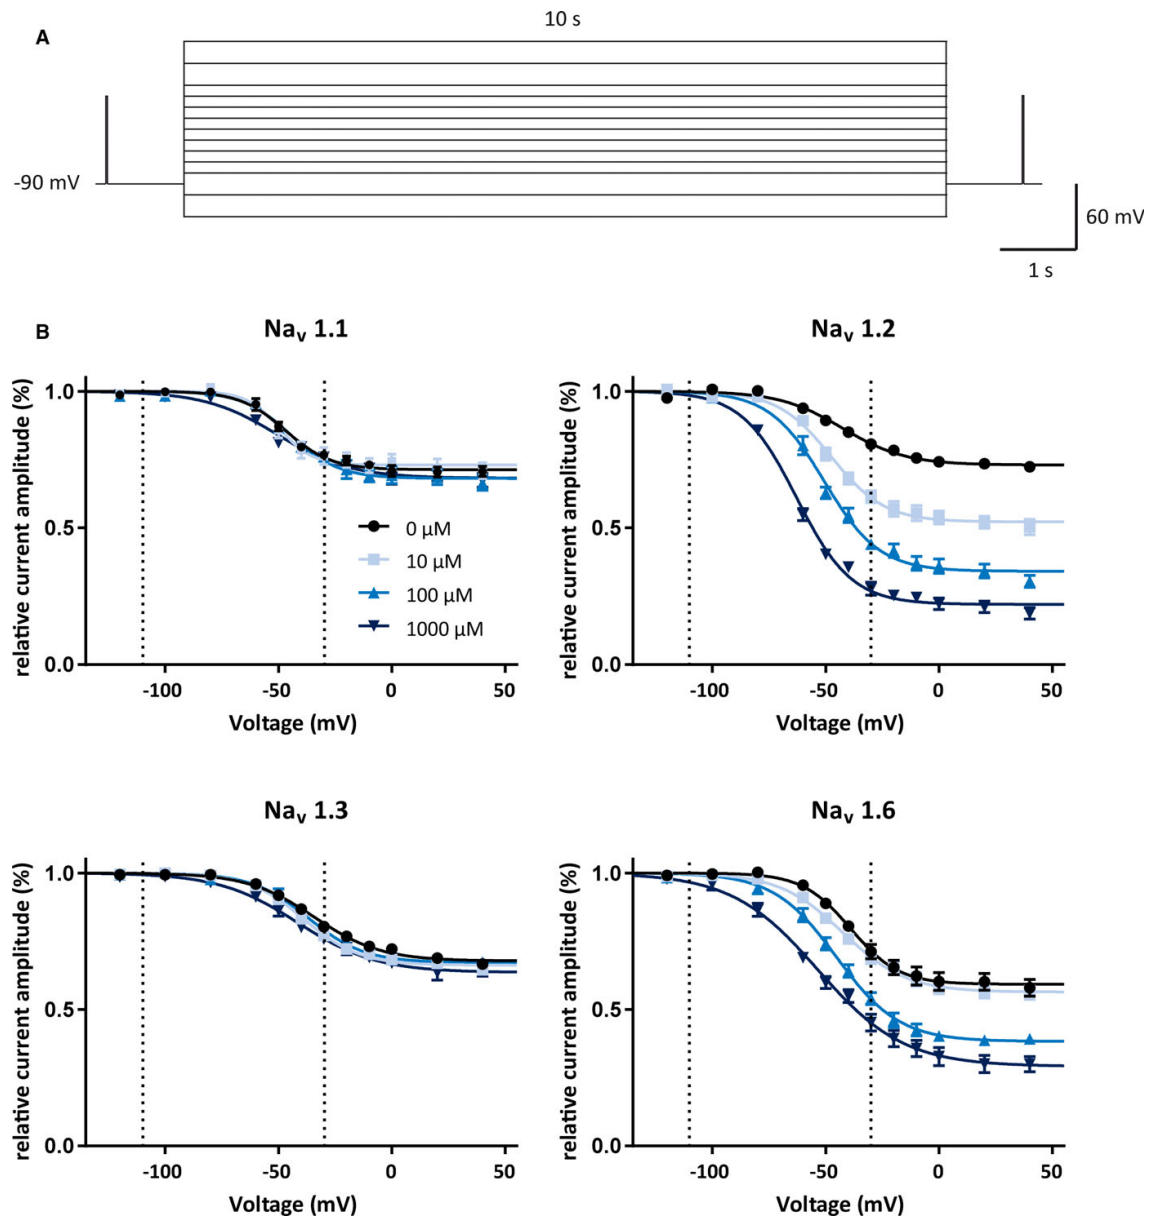 A
10 s
-90 mV
60 mV
1 s
B
Naᵥ 1.1
relative current amplitude (%)
1.0
0.5
0.0
0 µM
10 µM
100 µM
1000 µM
-100 -50 0 50
Voltage (mV)
Naᵥ 1.2
relative current amplitude (%)
1.0
0.5
0.0
-100 -50 0 50
Voltage (mV)
Naᵥ 1.3
relative current amplitude (%)
1.0
0.5
0.0
-100 -50 0 50
Voltage (mV)
Naᵥ 1.6
relative current amplitude (%)
1.0
0.5
0.0
-100 -50 0 50
Voltage (mV)